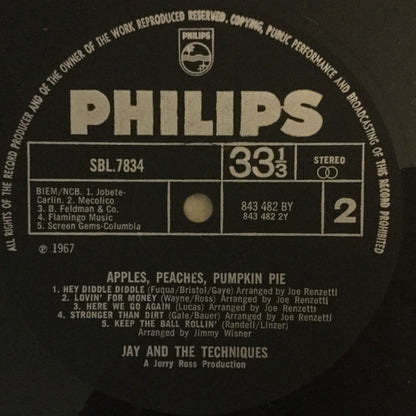 ALL RIGHTS OF THE RECORD PRODUCER AND OF THE OWNER OF THE WORK REPRODUCED RESERVED. COPYING, PUBLIC PERFORMANCE AND BROADCASTING OF THIS RECORD PROHIBITED
PHILIPS
PHILIPS
SBL.7834
33 1/3
STEREO
BIEM/NCB. 1. Jobete-
Carlin. 2. Mecolico
3. B. Feldman & Co.
4. Flamingo Music
5. Screen Gems-Columbia
843 482 BY
843 482 2Y
2
℗ 1967
APPLES, PEACHES, PUMPKIN PIE
1. HEY DIDDLE DIDDLE (Fuqua/Bristol/Gaye) Arranged by Joe Renzetti
2. LOVIN' FOR MONEY (Wayne/Ross) Arranged by Joe Renzetti
3. HERE WE GO AGAIN (Lucas) Arranged by Joe Renzetti
4. STRONGER THAN DIRT (Gale/Bauer) Arranged by Joe Renzetti
5. KEEP THE BALL ROLLIN' (Randell/Linzer)
Arranged by Jimmy Wisner
JAY AND THE TECHNIQUES
A Jerry Ross Production